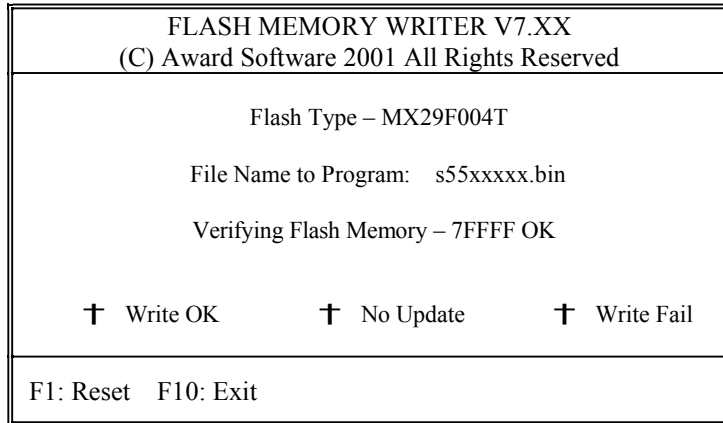 FLASH MEMORY WRITER V7.XX
(C) Award Software 2001 All Rights Reserved
Flash Type – MX29F004T
File Name to Program: s55xxxxx.bin
Verifying Flash Memory – 7FFFF OK
† Write OK † No Update † Write Fail
F1: Reset F10: Exit